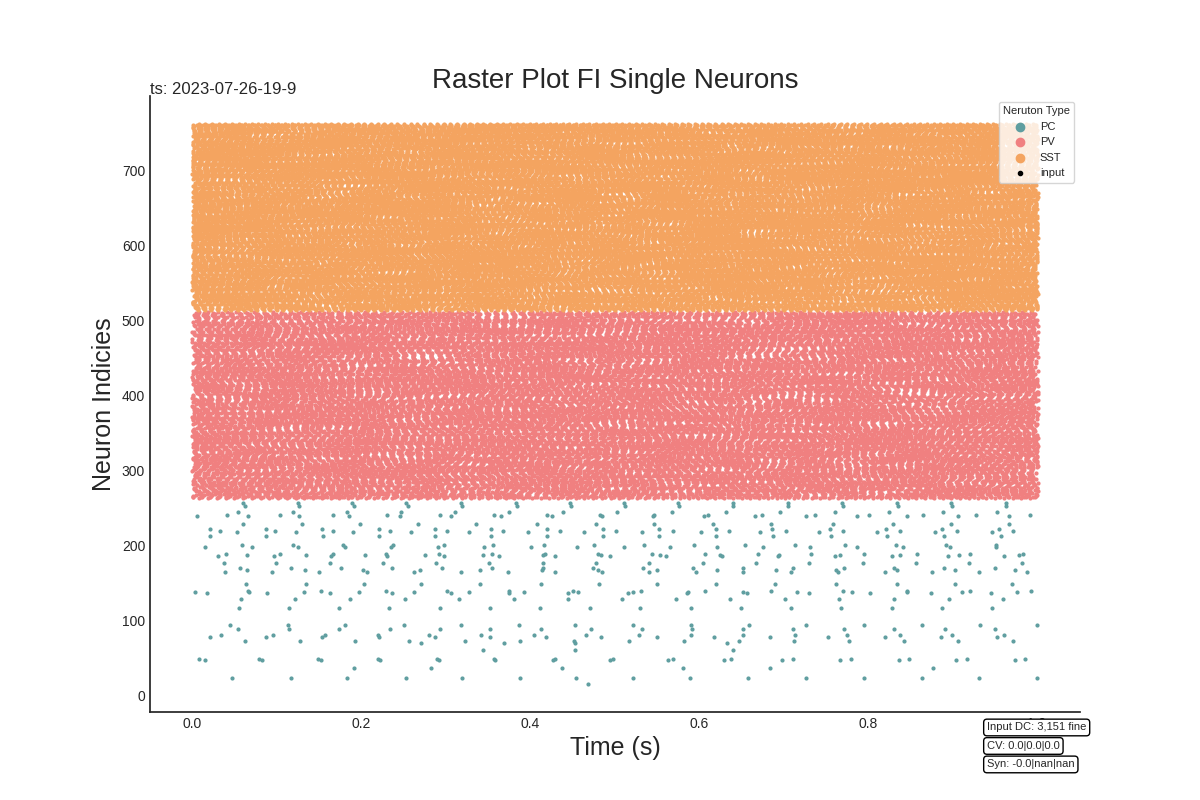 Raster Plot FI Single Neurons
ts: 2023-07-26-19-9
Neruton Type
PC
PV
SST
input
Neuron Indicies
700
600
500
400
300
200
100
0
0.0 0.2 0.4 0.6 0.8
Time (s)
Input DC: 3,151 fine
CV: 0.0|0.0|0.0
Syn: -0.0|nan|nan